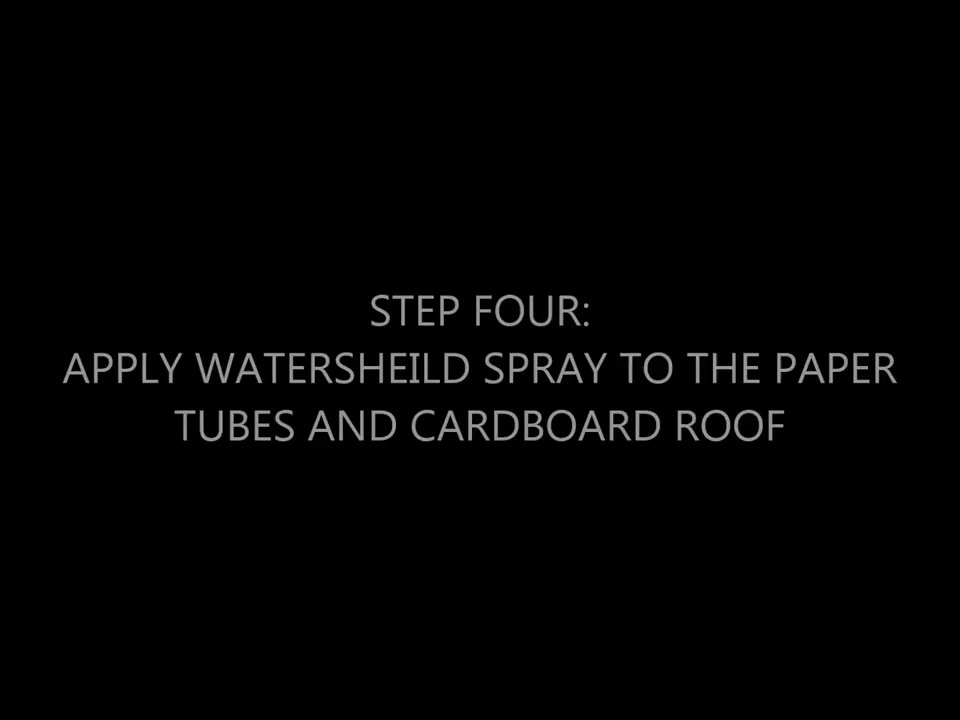 STEP FOUR:
APPLY WATERSHEILD SPRAY TO THE PAPER
TUBES AND CARDBOARD ROOF